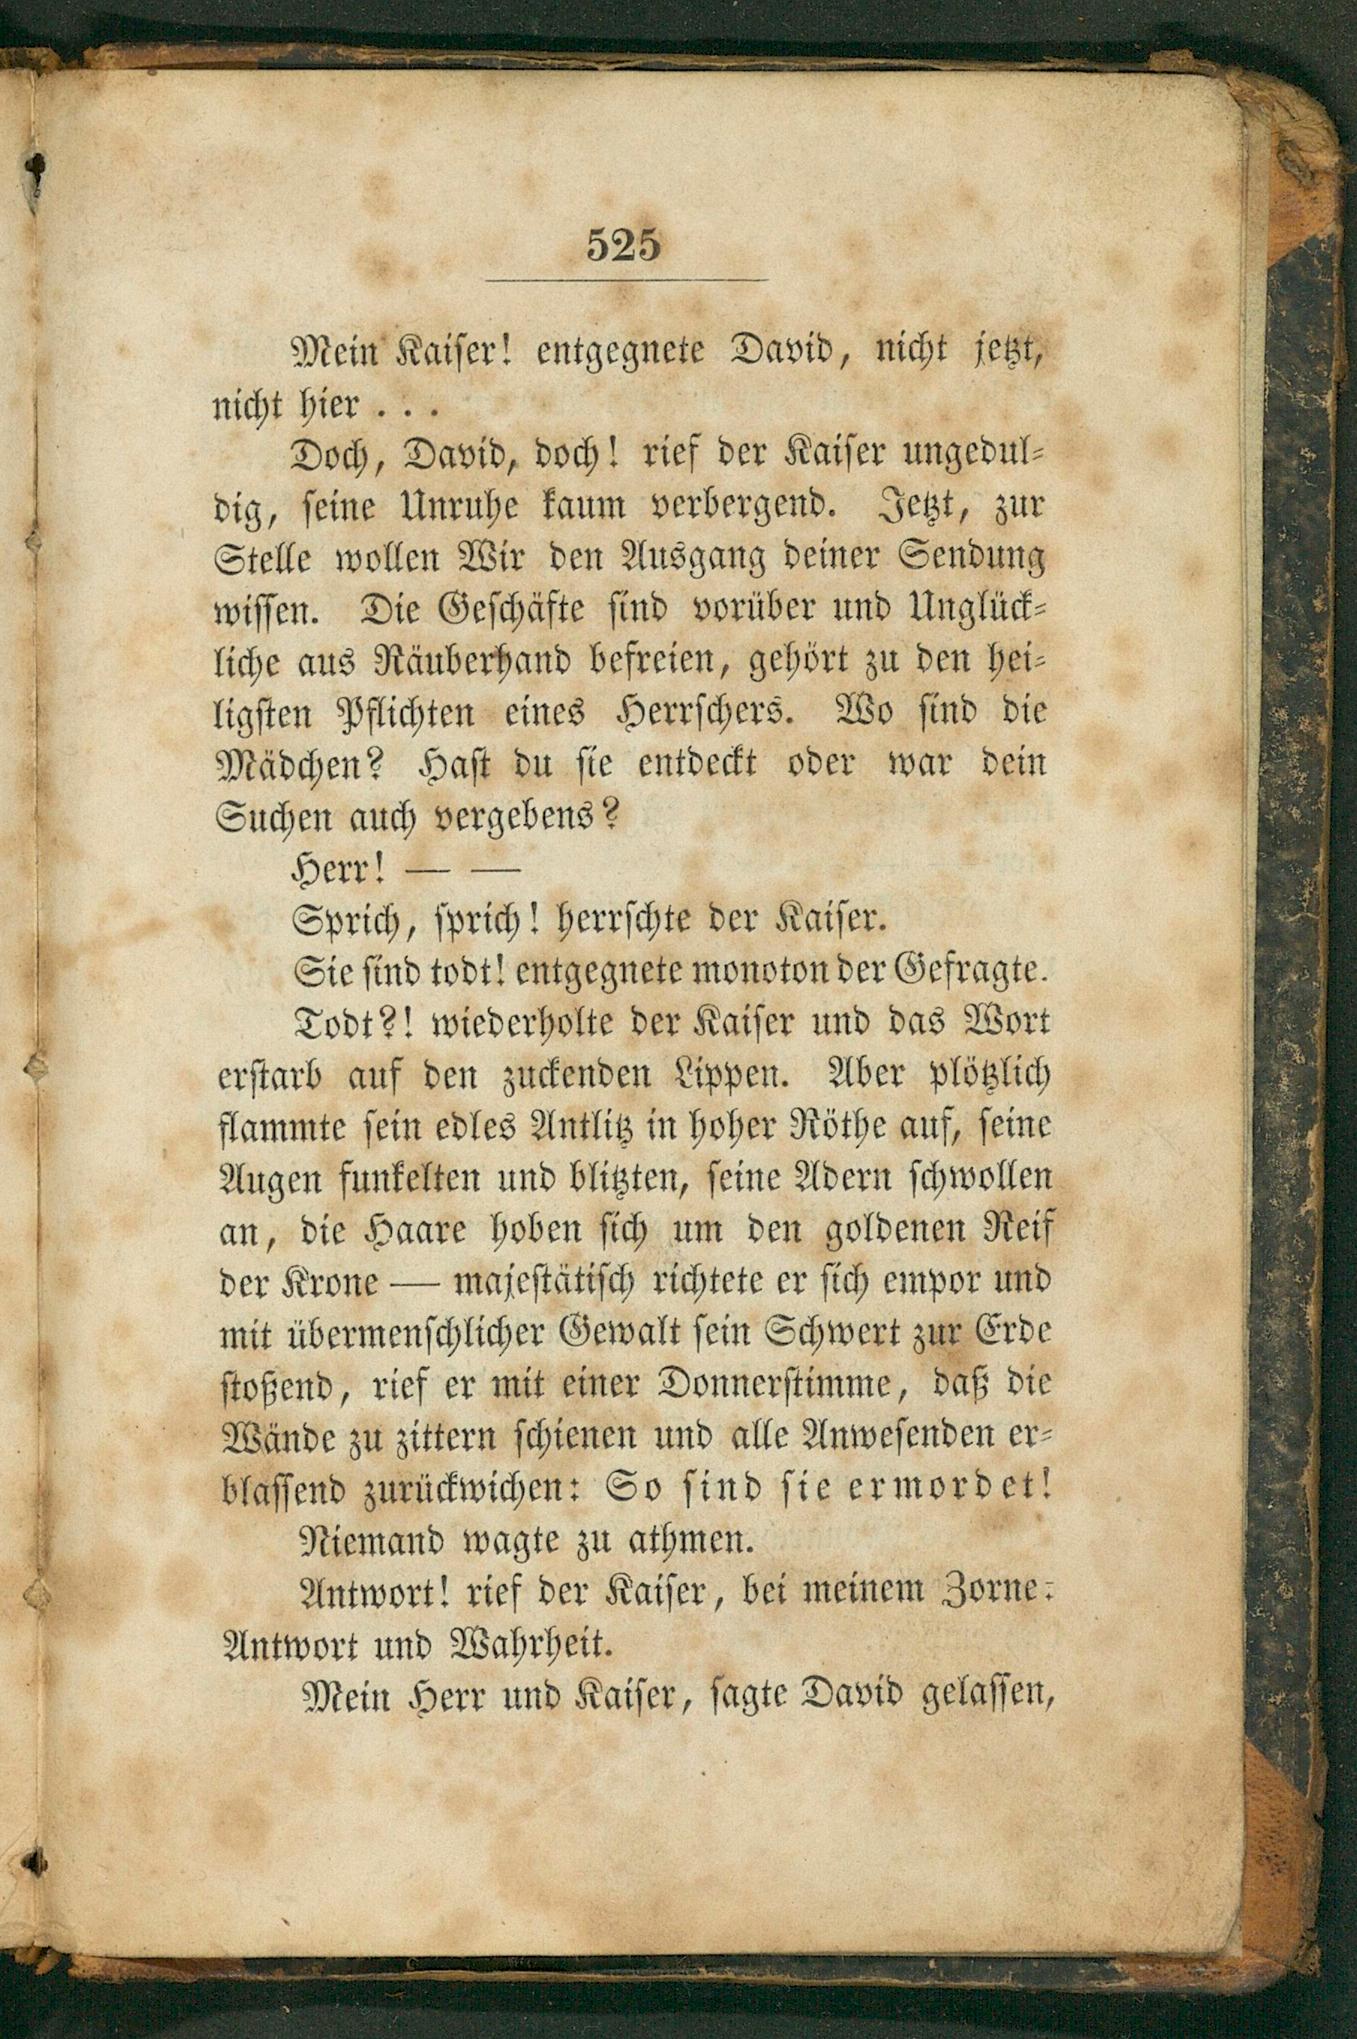 525
Mein Kaiser! entgegnete David, nicht jetzt,
nicht hier . . .
Doch, David, doch! rief der Kaiser ungedul-
dig, seine Unruhe kaum verbergend. Jetzt, zur
Stelle wollen Wir den Ausgang deiner Sendung
wissen. Die Geschäfte sind vorüber und Unglück-
liche aus Räuberhand befreien, gehört zu den hei-
ligsten Pflichten eines Herrschers. Wo sind die
Mädchen? Hast du sie entdeckt oder war dein
Suchen auch vergebens?
Herr! — —
Sprich, sprich! herrschte der Kaiser.
Sie sind todt! entgegnete monoton der Gefragte.
Todt?! wiederholte der Kaiser und das Wort
erstarb auf den zuckenden Lippen. Aber plötzlich
flammte sein edles Antlitz in hoher Röthe auf, seine
Augen funkelten und blitzten, seine Adern schwollen
an, die Haare hoben sich um den goldenen Reif
der Krone — majestätisch richtete er sich empor und
mit übermenschlicher Gewalt sein Schwert zur Erde
stoßend, rief er mit einer Donnerstimme, daß die
Wände zu zittern schienen und alle Anwesenden er-
blassend zurückwichen: So sind sie ermordet!
Niemand wagte zu athmen.
Antwort! rief der Kaiser, bei meinem Zorne:
Antwort und Wahrheit.
Mein Herr und Kaiser, sagte David gelassen,